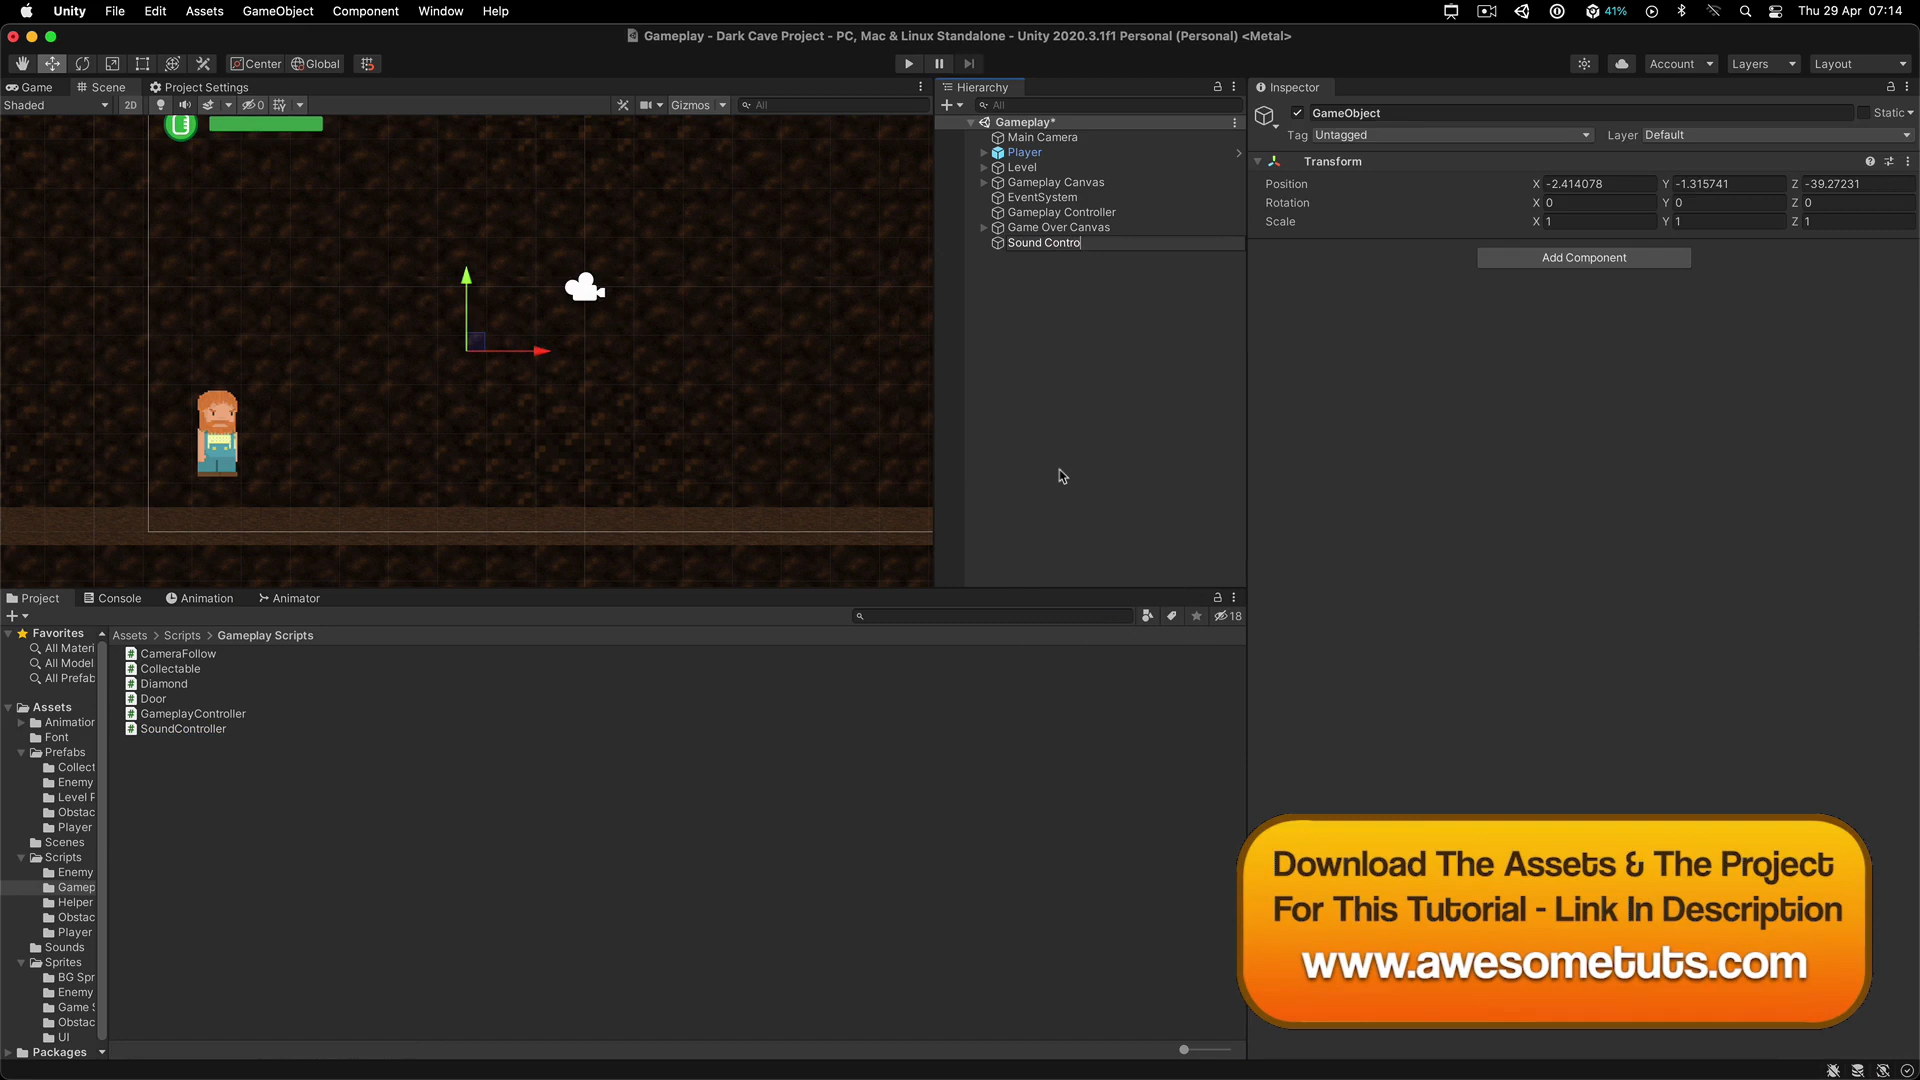 Unity File Edit Assets GameObject Component Window Help 41% Thu 29 Apr 07:14
Gameplay - Dark Cave Project - PC, Mac & Linux Standalone - Unity 2020.3.1f1 Personal (Personal) <Metal>
Center Global Account Layers Layout
Game Scene Project Settings Hierarchy Inspector
Shaded 2D 0 Gizmos All All
GameObject Static
Tag Untagged Layer Default
Transform
Position X -2.414078 Y -1.315741 Z -39.27231
Rotation X 0 Y 0 Z 0
Scale X 1 Y 1 Z 1
Add Component
Gameplay*
Main Camera
Player
Level
Gameplay Canvas
EventSystem
Gameplay Controller
Game Over Canvas
Sound Contro
Project Console Animation Animator
18
Favorites
All Materi
All Model
All Prefab
Assets
Animatior
Font
Prefabs
Collect
Enemy
Level F
Obstac
Player
Scenes
Scripts
Enemy
Gamep
Helper
Obstac
Player
Sounds
Sprites
BG Spr
Enemy
Game S
Obstac
UI
Packages
Assets > Scripts > Gameplay Scripts
CameraFollow
Collectable
Diamond
Door
GameplayController
SoundController
Download The Assets & The Project
For This Tutorial - Link In Description
www.awesometuts.com